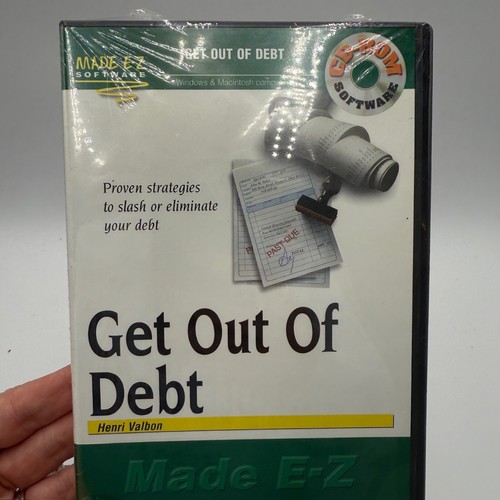 GET OUT OF DEBT
MADE E-Z
SOFTWARE
Windows & Macintosh
CD-ROM
SOFTWARE
Proven strategies
to slash or eliminate
your debt
PAST DUE
Get Out Of
Debt
Henri Valbon
Made E-Z